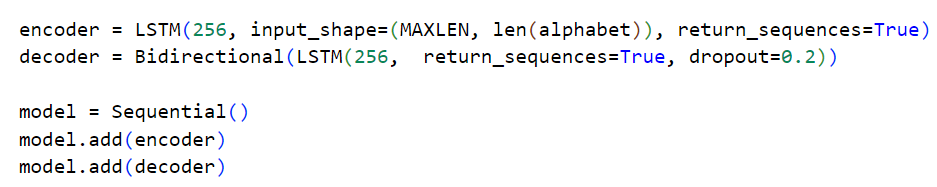 encoder = LSTM(256, input_shape=(MAXLEN, len(alphabet)), return_sequences=True)
decoder = Bidirectional(LSTM(256,  return_sequences=True, dropout=0.2))
model = Sequential()
model.add(encoder)
model.add(decoder)